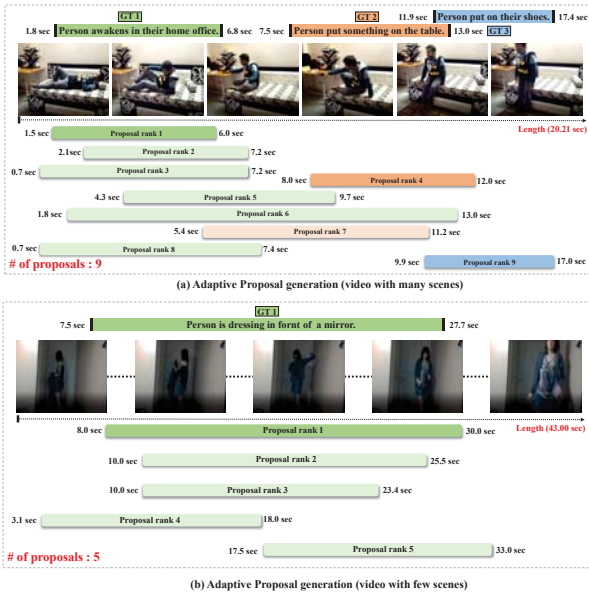 GT 1 GT 2 11.9 sec Person put on their shoes. 17.4 sec
1.8 sec Person awakens in their home office. 6.8 sec 7.5 sec Person put something on the table. 13.0 sec GT 3
Length (20.21 sec)
1.5 sec Proposal rank 1 6.0 sec
2.1sec Proposal rank 2 7.2 sec
0.7 sec Proposal rank 3 7.2 sec
8.0 sec Proposal rank 4 12.0 sec
4.3 sec Proposal rank 5 9.7 sec
1.8 sec Proposal rank 6 13.0 sec
5.4 sec Proposal rank 7 11.2 sec
0.7 sec Proposal rank 8 7.4 sec
9.9 sec Proposal rank 9 17.0 sec
# of proposals : 9
(a) Adaptive Proposal generation (video with many scenes)
GT 1
7.5 sec Person is dressing in fornt of a mirror. 27.7 sec
Length (43.00 sec)
8.0 sec Proposal rank 1 30.0 sec
10.0 sec Proposal rank 2 25.5 sec
10.0 sec Proposal rank 3 23.4 sec
3.1 sec Proposal rank 4 18.0 sec
17.5 sec Proposal rank 5 33.0 sec
# of proposals : 5
(b) Adaptive Proposal generation (video with few scenes)